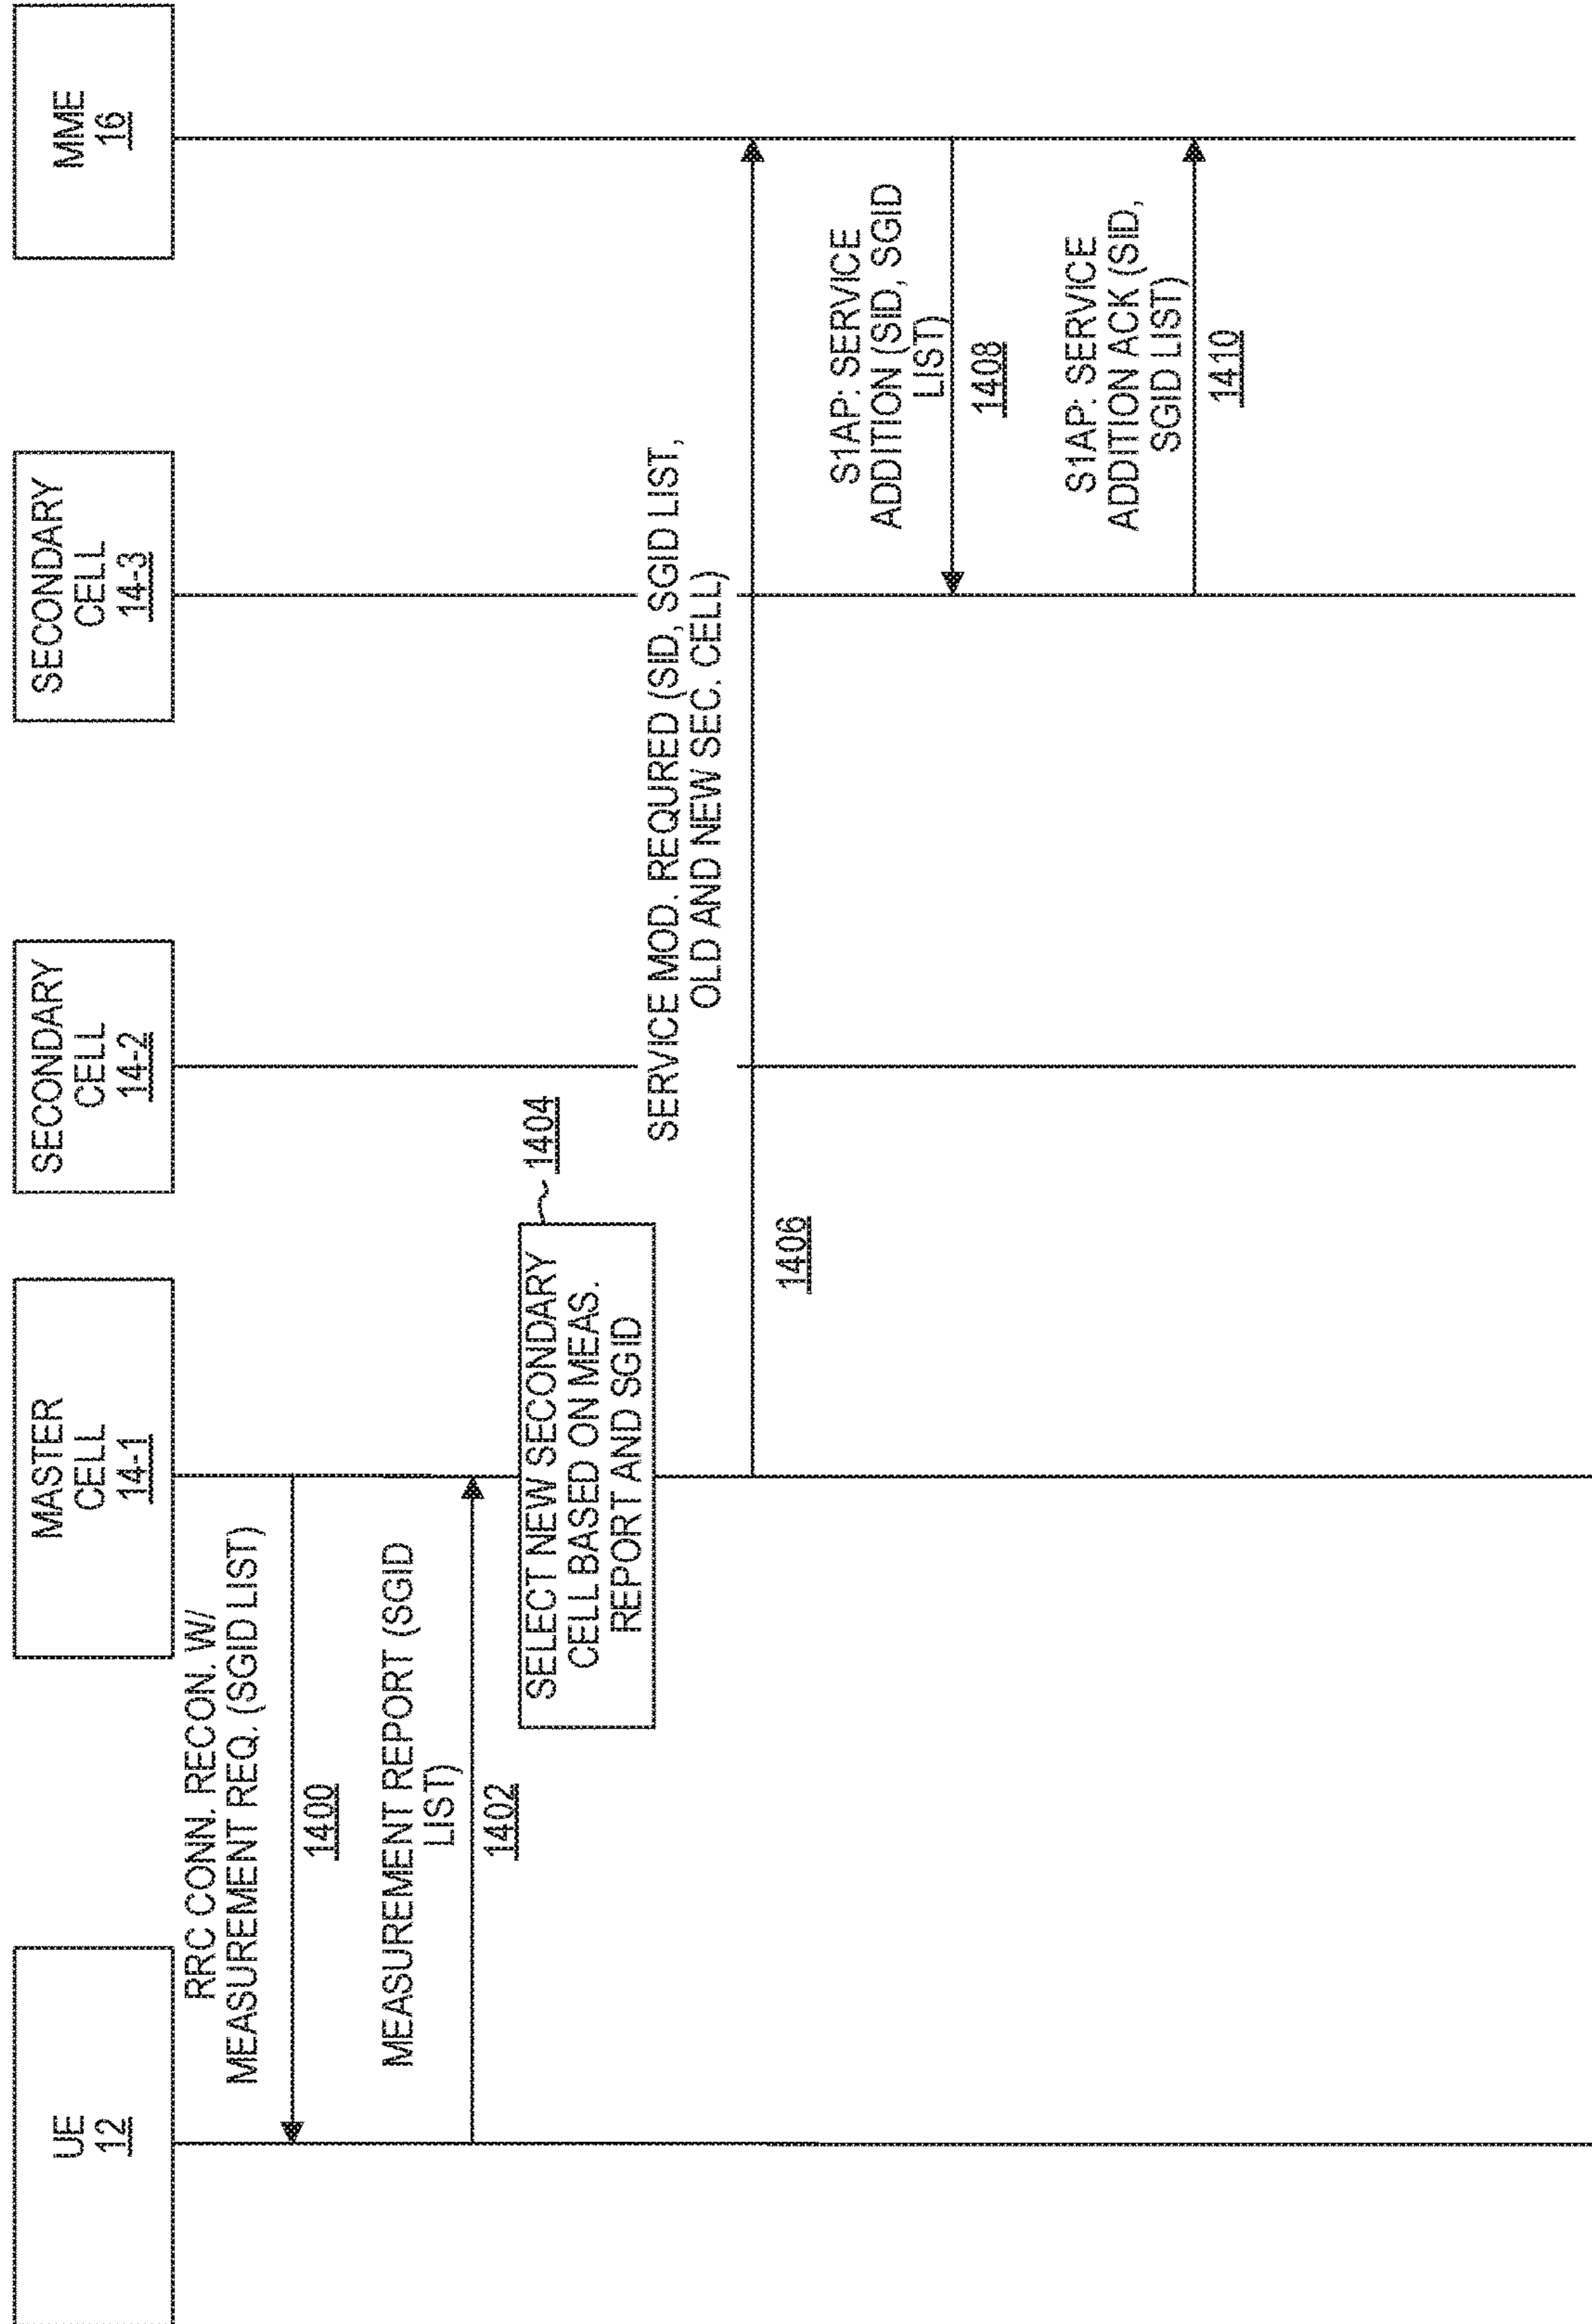 UE
12
MASTER
CELL
14-1
SECONDARY
CELL
14-2
SECONDARY
CELL
14-3
MME
16
RRC CONN. RECON. W/
MEASUREMENT REQ. (SGID LIST)
1400
MEASUREMENT REPORT (SGID
LIST)
1402
SELECT NEW SECONDARY
CELL BASED ON MEAS.
REPORT AND SGID
1404
SERVICE MOD. REQURED (SID, SGID LIST,
OLD AND NEW SEC. CELL)
1406
S1AP: SERVICE
ADDITION (SID, SGID
LIST)
1408
S1AP: SERVICE
ADDITION ACK (SID,
SGID LIST)
1410